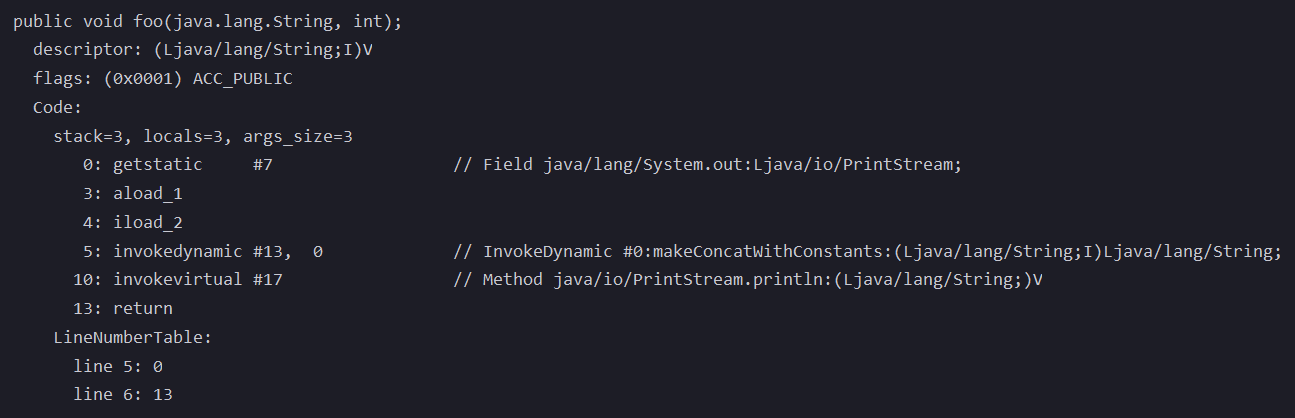 public void foo(java.lang.String, int);
  descriptor: (Ljava/lang/String;I)V
  flags: (0x0001) ACC_PUBLIC
  Code:
    stack=3, locals=3, args_size=3
       0: getstatic     #7                  // Field java/lang/System.out:Ljava/io/PrintStream;
       3: aload_1
       4: iload_2
       5: invokedynamic #13,  0             // InvokeDynamic #0:makeConcatWithConstants:(Ljava/lang/String;I)Ljava/lang/String;
      10: invokevirtual #17                 // Method java/io/PrintStream.println:(Ljava/lang/String;)V
      13: return
    LineNumberTable:
      line 5: 0
      line 6: 13